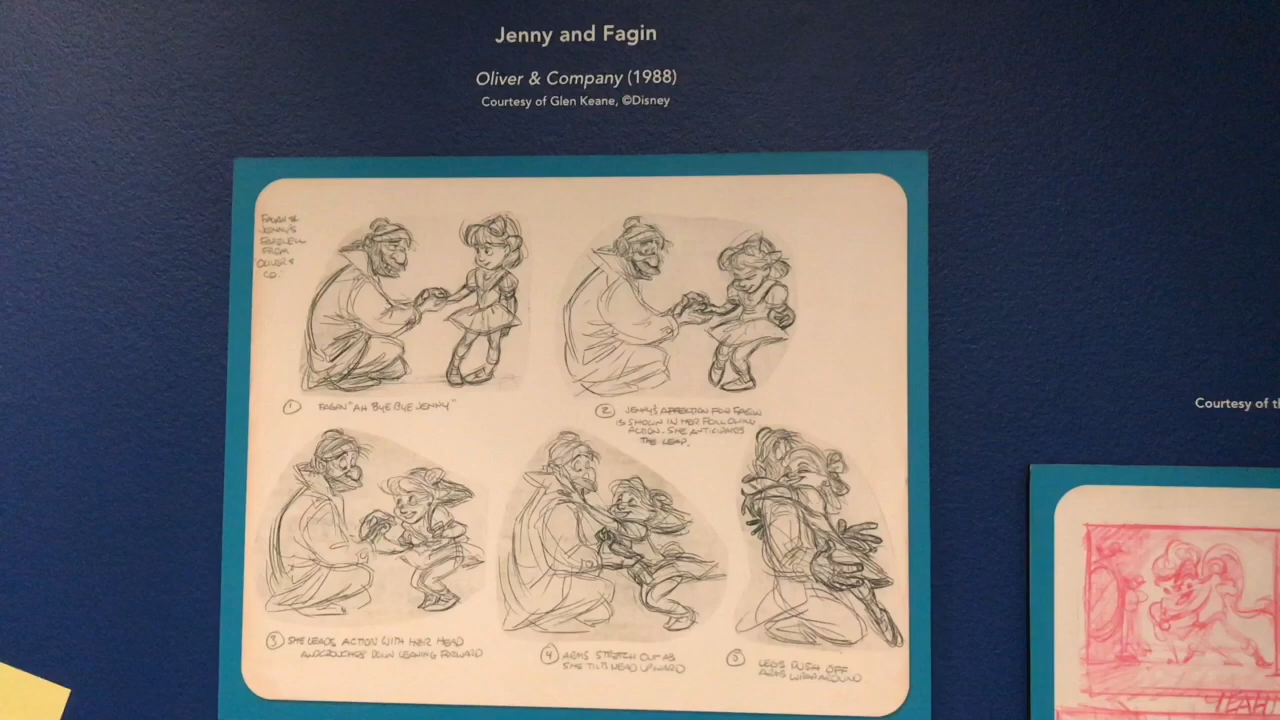 Jenny and Fagin
Oliver & Company (1988)
Courtesy of Glen Keane, ©Disney
FAGIN &
JENNY'S
FAREWELL
FROM
"OLIVER &
CO."
1 FAGIN "AH BYE BYE JENNY"
2 JENNY'S AFFECTION FOR FAGIN
IS SHOWN IN HER FOLLOWING
ACTION. SHE ANTICIPATES
THE LEAP.
3 SHE LEADS ACTION WITH HER HEAD
AND CROUCHES DOWN LEANING FORWARD
4 ARMS STRETCH OUT AS
SHE TILTS HEAD UPWARD
5 LEGS PUSH OFF
ARMS WRAP AROUND
Courtesy of th
YEAH!